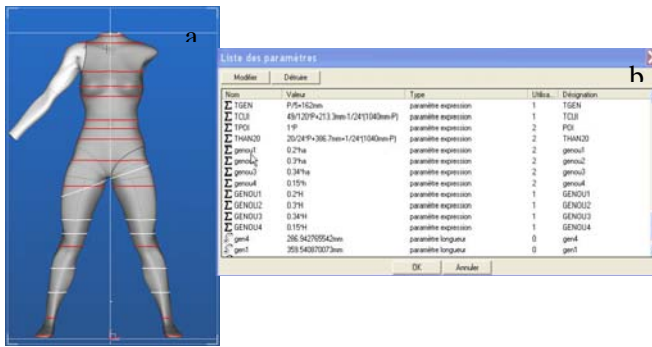 a
b
Liste des paramètres
Modifier Détruire
Nom Valeur Type Utilisa... Désignation
TGEN P/5+162mm paramètre expression 1 TGEN
TCUI 49/120*P+213.3mm-1/24*(1040mm-P) paramètre expression 1 TCUI
TPOI 1*P paramètre expression 2 POI
THAN20 20/24*P+306.7mm+1/24*(1040mm-P) paramètre expression 2 THAN20
genou1 0.2*ha paramètre expression 2 genou1
genou2 0.3*ha paramètre expression 2 genou2
genou3 0.34*ha paramètre expression 2 genou3
genou4 0.15*h paramètre expression 2 genou4
GENOU1 0.2*H paramètre expression 1 GENOU1
GENOU2 0.3*H paramètre expression 1 GENOU2
GENOU3 0.34*H paramètre expression 1 GENOU3
GENOU4 0.15*H paramètre expression 1 GENOU4
gen4 286.942765542mm paramètre longueur 0 gen4
gen1 359.540870073mm paramètre longueur 0 gen1
OK Annuler